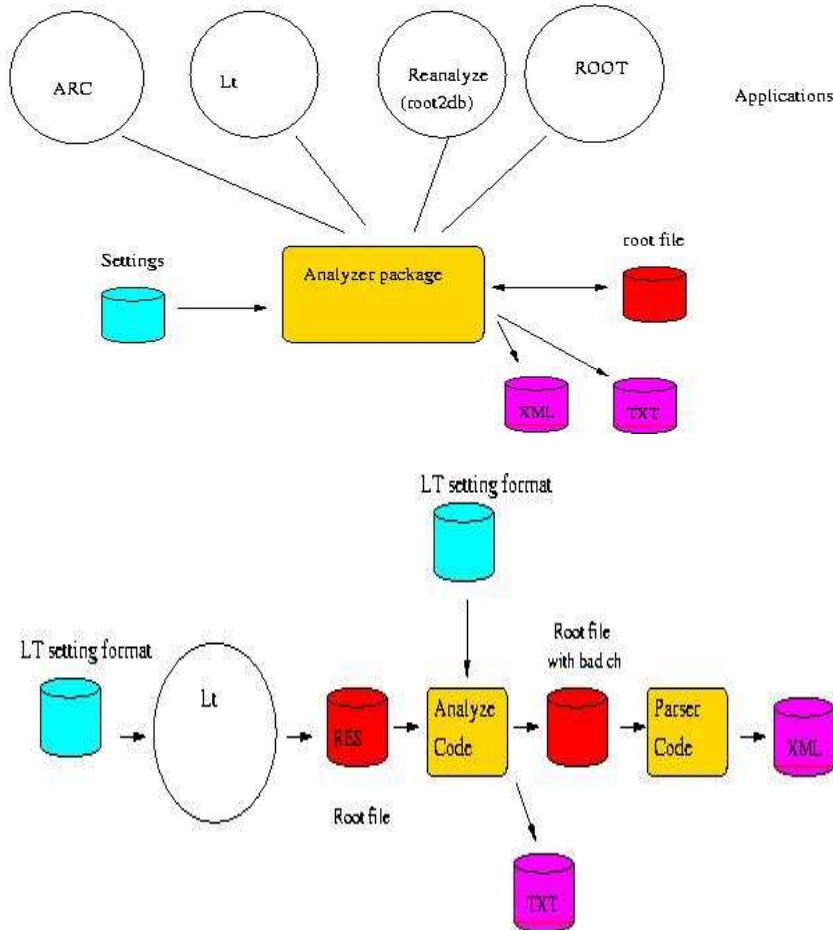 ARC
Lt
Reanalyze
(root2db)
ROOT
Applications
Settings
Analyzer package
root file
XML
TXT
LT setting format
LT setting format
Lt
RES
Root file
Analyze
Code
Root file
with bad ch
Parser
Code
XML
TXT